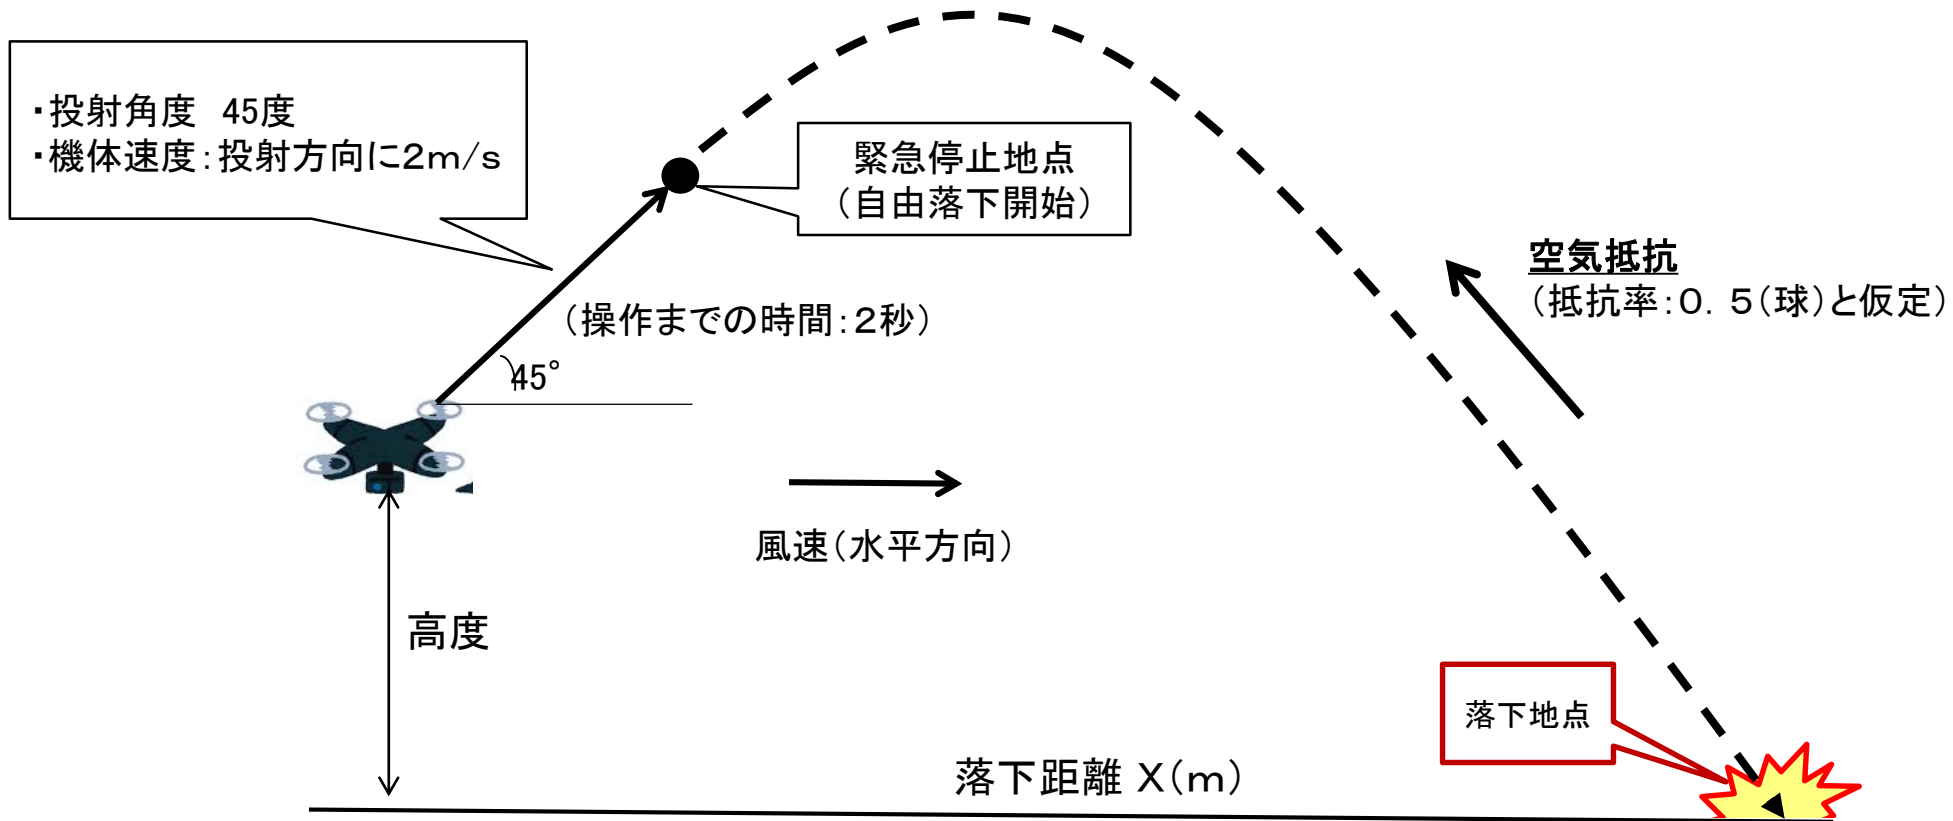 ・投射角度 45度
・機体速度：投射方向に２ｍ/ｓ
緊急停止地点
（自由落下開始）
空気抵抗
（抵抗率：０．５（球）と仮定）
（操作までの時間：２秒）
45°
風速（水平方向）
高度
落下地点
落下距離 Ｘ（ｍ）